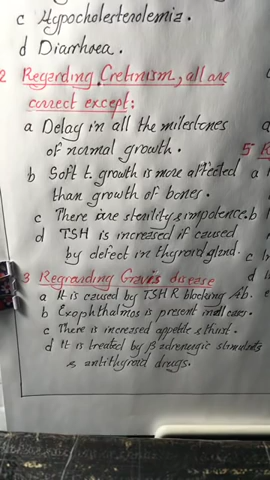 c Hypocholesterolemia.
d Diarrhoea.
2 Regarding Cretinism, all are
correct except:
a Delay in all the milestones
of normal growth.
b Soft t. growth is more affected
than growth of bones.
c There are sterility & impotence.
d TSH is increased if caused
by defect in thyroid gland.
3 Regranding Graves disease
a It is caused by TSH R blocking Ab.
b Exophthalmos is present in all cases.
c There is increased appetite & thirst.
d It is treated by β adrenergic stimulants
& antithyroid drugs.
5
a
b
c
d